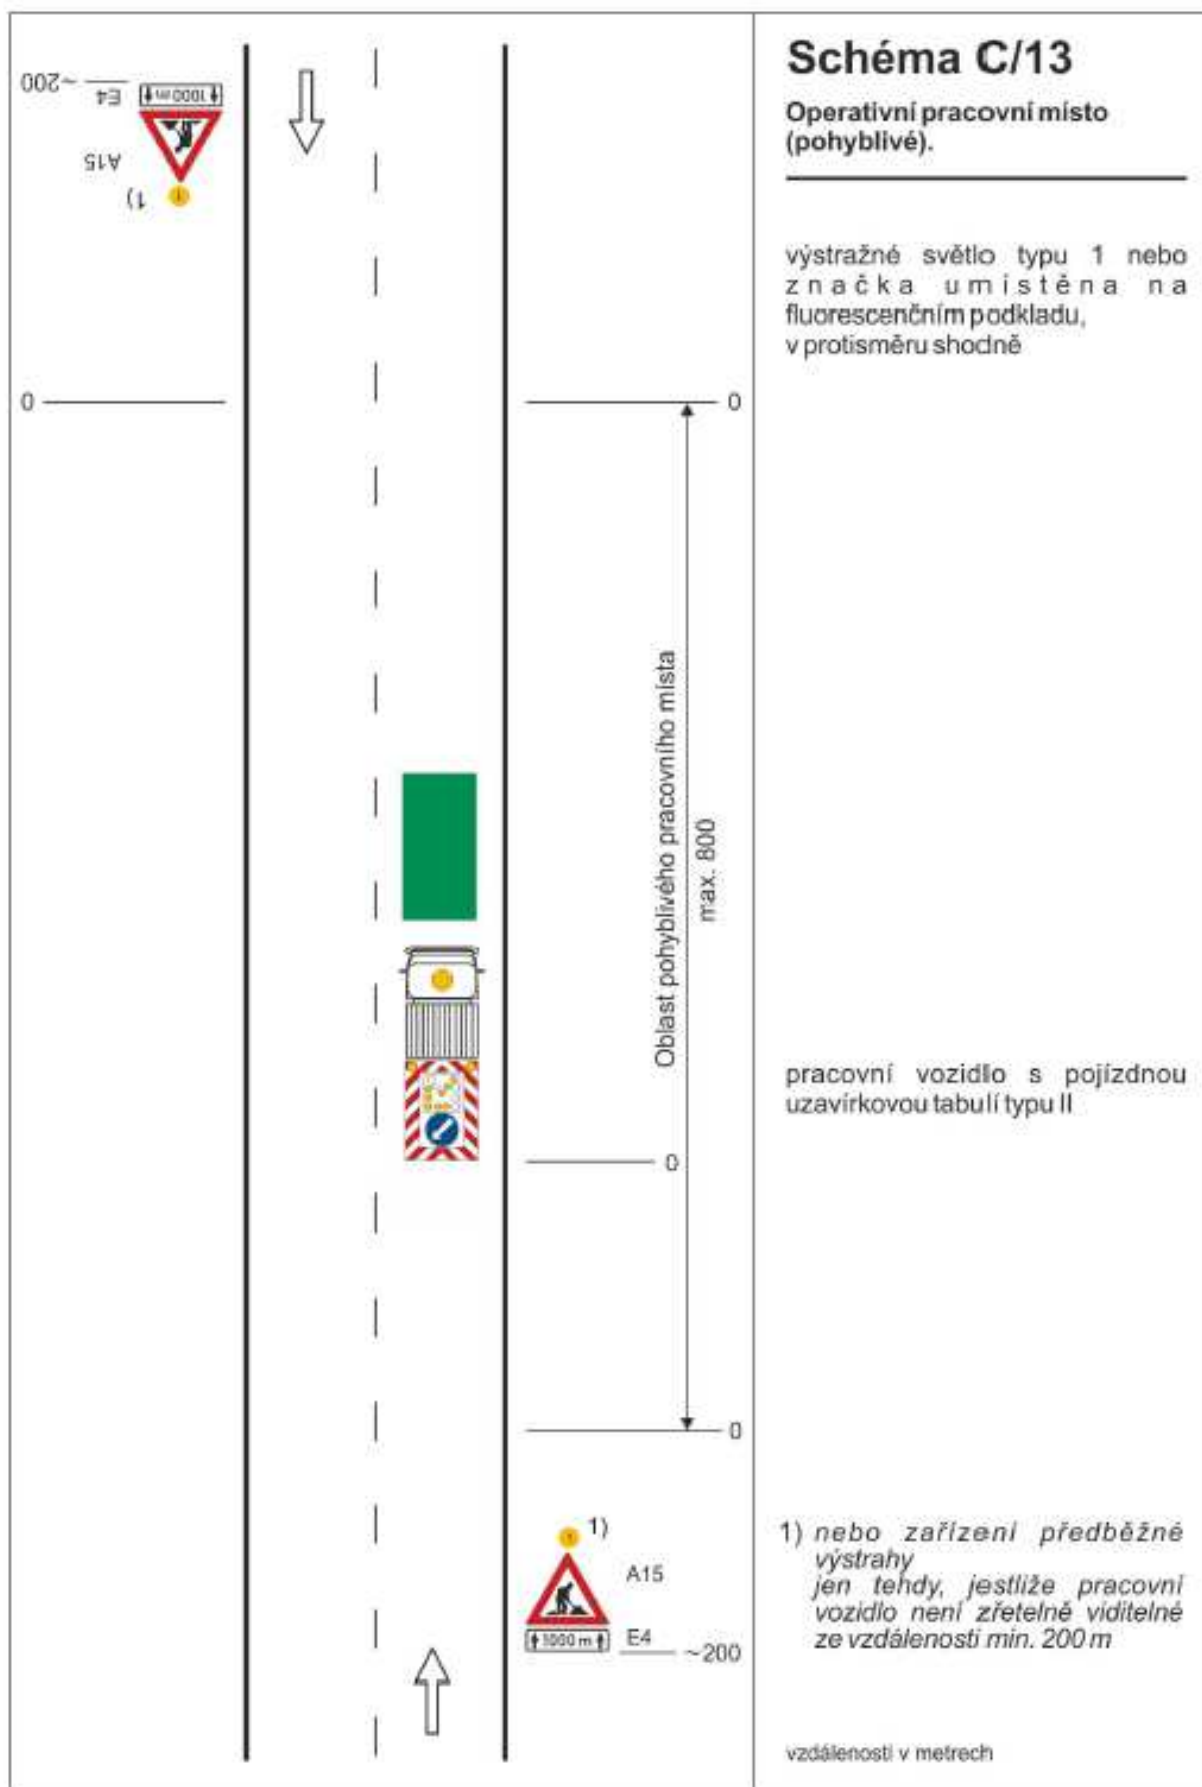 Schéma C/13
Operativní pracovní místo
(pohyblivé).
výstražné světlo typu 1 nebo
značka umístěna na
fluorescenčním podkladu,
v protisměru shodně
pracovní vozidlo s pojízdnou
uzavírkovou tabulí typu II
1) nebo zařízení předběžné
výstrahy
jen tehdy, jestliže pracovní
vozidlo není zřetelně viditelné
ze vzdálenosti min. 200 m
vzdálenosti v metrech
~200
E4
1000 m
A15
1)
1
0
0
Oblast pohyblivého pracovního místa
max. 800
0
0
1
1)
A15
1000 m
E4
~200